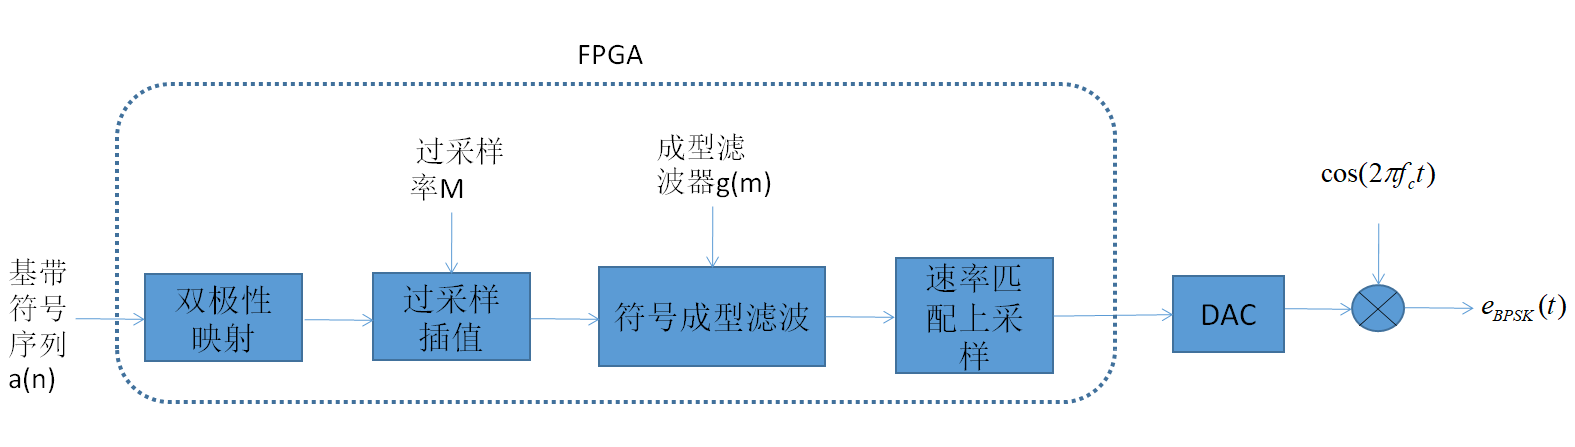 FPGA
过采样
率M
成型滤
波器g(m)
cos(2πf_c t)
基带
符号
序列
a(n)
双极性
映射
过采样
插值
符号成型滤波
速率匹
配上采
样
DAC
e_BPSK(t)